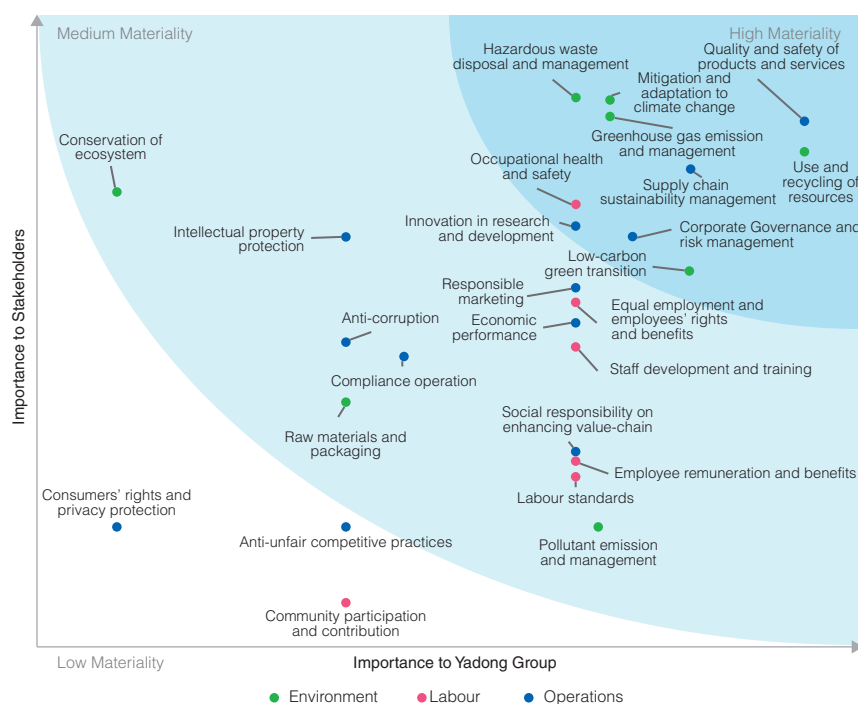 Medium Materiality
High Materiality
Hazardous waste
disposal and management
Quality and safety of
products and services
Mitigation and
adaptation to
climate change
Greenhouse gas emission
and management
Conservation of
ecosystem
Occupational health
and safety
Use and
recycling of
resources
Supply chain
sustainability management
Intellectual property
protection
Innovation in research
and development
Corporate Governance and
risk management
Low-carbon
green transition
Responsible
marketing
Equal employment and
employees’ rights
and benefits
Anti-corruption
Economic
performance
Compliance operation
Staff development and training
Raw materials and
packaging
Social responsibility on
enhancing value-chain
Employee remuneration and benefits
Labour standards
Consumers’ rights and
privacy protection
Anti-unfair competitive practices
Pollutant emission
and management
Community participation
and contribution
Importance to Stakeholders
Low Materiality
Importance to Yadong Group
Environment
Labour
Operations